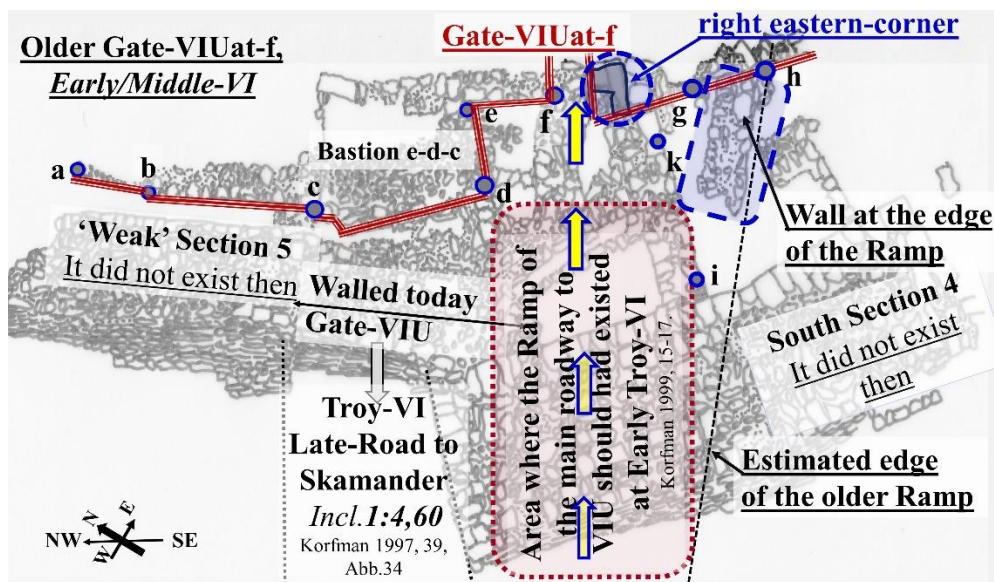 Older Gate-VIUat-f,
Early/Middle-VI
Gate-VIUat-f
right eastern-corner
a
b
c
d
e
f
g
h
k
i
Bastion e-d-c
'Weak' Section 5
It did not exist then
Walled today
Gate-VIU
Troy-VI
Late-Road to
Skamander
Incl.1:4,60
Korfman 1997, 39,
Abb.34
Area where the Ramp of
the main roadway to
VIU should had existed
at Early Troy-VI
Korfman 1999, 15-17.
Wall at the edge
of the Ramp
South Section 4
It did not exist
then
Estimated edge
of the older Ramp
N
E
NW
SE
W